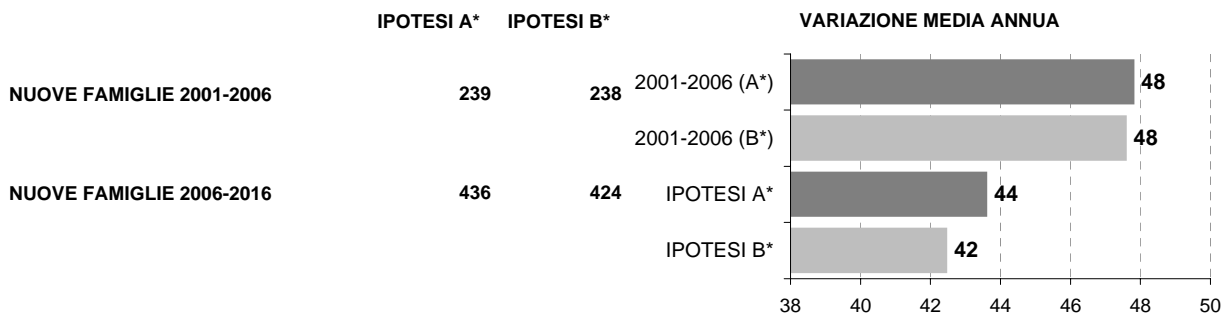 IPOTESI A* IPOTESI B* VARIAZIONE MEDIA ANNUA
NUOVE FAMIGLIE 2001-2006 239 238
NUOVE FAMIGLIE 2006-2016 436 424
2001-2006 (A*) 48
2001-2006 (B*) 48
IPOTESI A* 44
IPOTESI B* 42
38 40 42 44 46 48 50